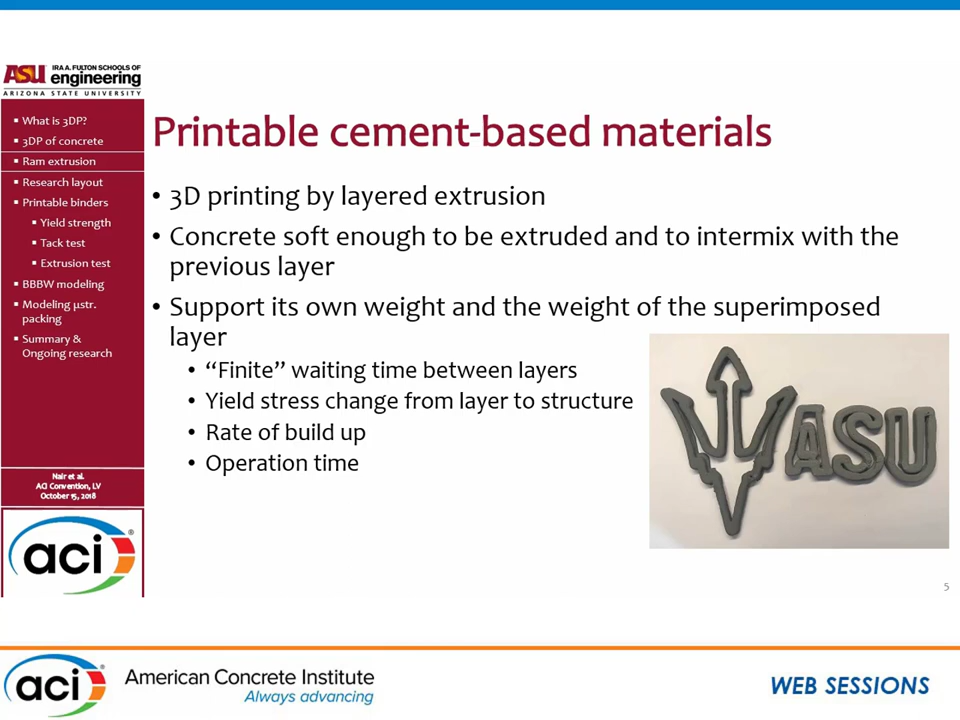 ASU IRA A. FULTON SCHOOLS OF
engineering
ARIZONA STATE UNIVERSITY
▪ What is 3DP?
▪ 3DP of concrete
▪ Ram extrusion
▪ Research layout
▪ Printable binders
▪ Yield strength
▪ Tack test
▪ Extrusion test
▪ BBBW modeling
▪ Modeling µstr.
packing
▪ Summary &
Ongoing research
Nair et al.
ACI Convention, LV
October 15, 2018
aci®
Printable cement-based materials
• 3D printing by layered extrusion
• Concrete soft enough to be extruded and to intermix with the
previous layer
• Support its own weight and the weight of the superimposed
layer
• “Finite” waiting time between layers
• Yield stress change from layer to structure
• Rate of build up
• Operation time
ASU
5
aci®
American Concrete Institute
Always advancing
WEB SESSIONS